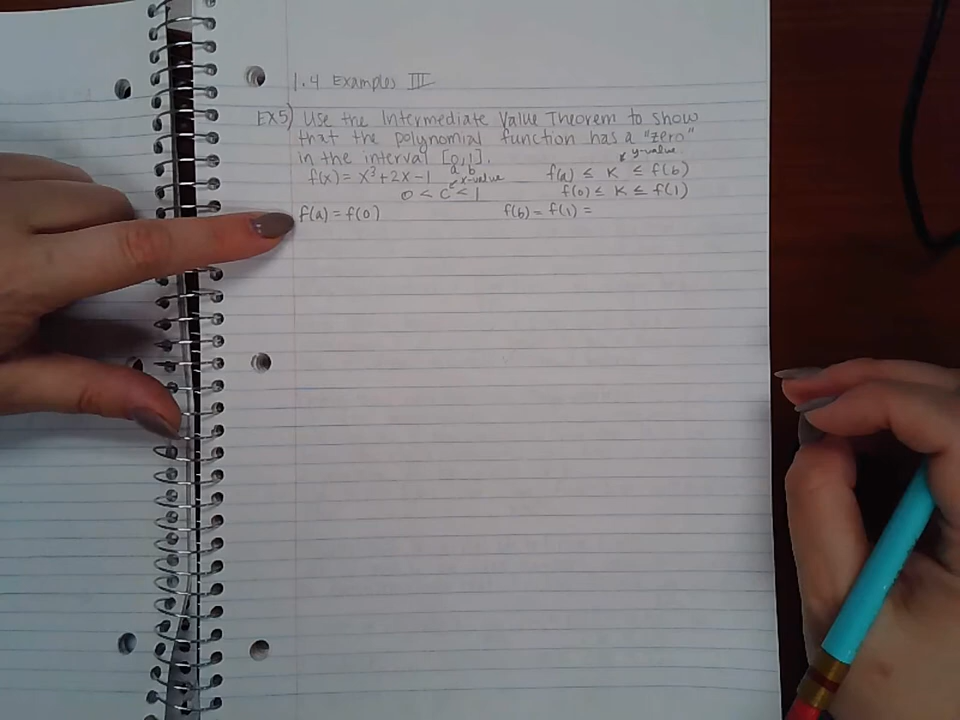 1.4 Examples III
EX5) Use the Intermediate Value Theorem to show
that the polynomial function has a "zero"
in the interval [0,1].
a b
y-value
f(x) = x³+2x-1
x-value
f(a) ≤ K ≤ f(b)
0 < c < 1
f(0) ≤ K ≤ f(1)
f(a) = f(0)
f(b) = f(1) =